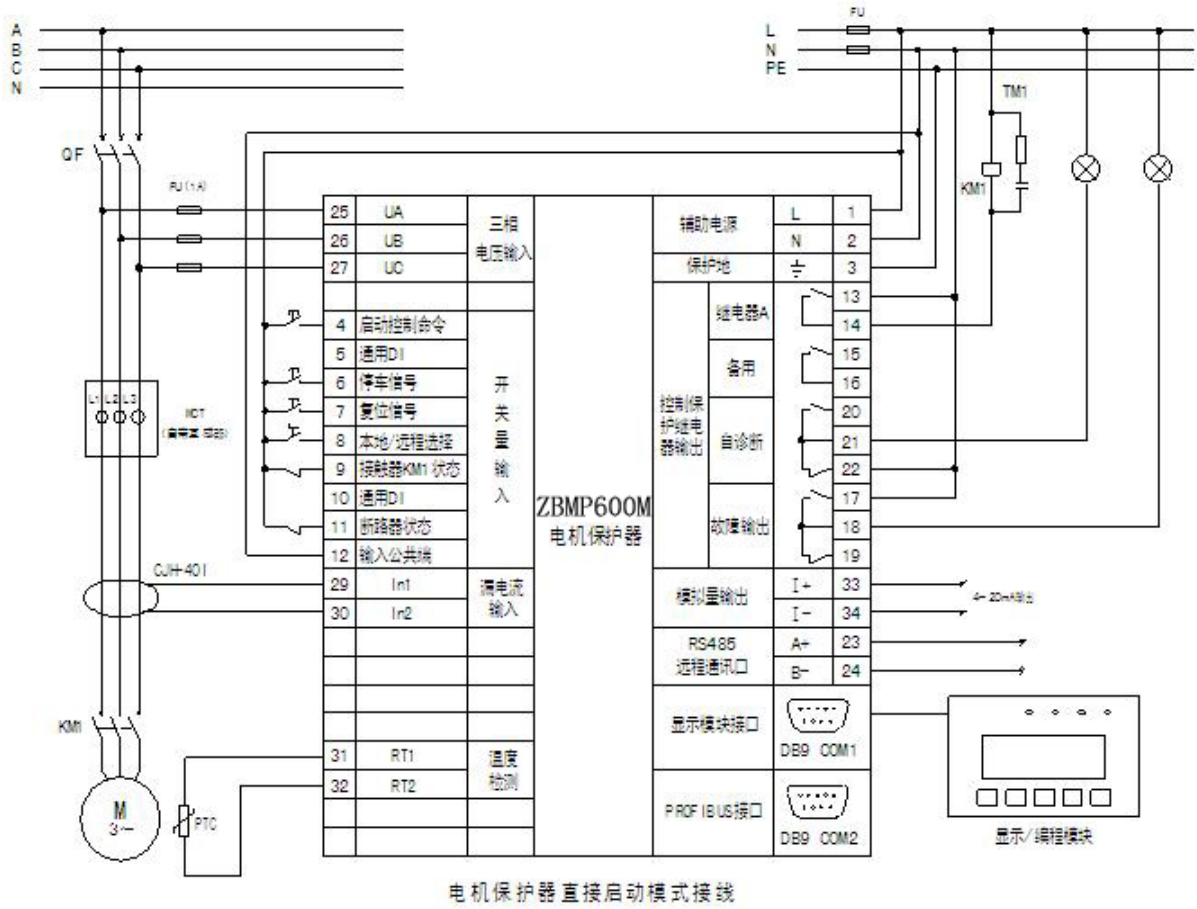 A
B
C
N
QF
FU(1A)
L
N
PE
FU
TM1
KM1
25 UA
26 UB
27 UC
三相
电压输入
4 启动控制命令
5 通用DI
6 停车信号
7 复位信号
8 本地/远程选择
9 接触器KM1状态
10 通用DI
11 断路器状态
12 输入公共端
开
关
量
输
入
L1 L2 L3
CJH-40I
29 In1
30 In2
漏电流
输入
KM1
M
3~
PTC
31 RT1
32 RT2
温度
检测
ZBMP600M
电机保护器
辅助电源
L 1
N 2
保护地 3
控制保
护继电
器输出
继电器A
13
14
备用
15
16
自诊断
20
21
22
故障输出
17
18
19
模拟量输出
I+ 33
I- 34
4-20mA输出
RS485
远程通讯口
A+ 23
B- 24
显示模块接口
DB9 COM1
PROFIBUS接口
DB9 COM2
显示/编程模块
电机保护器直接启动模式接线